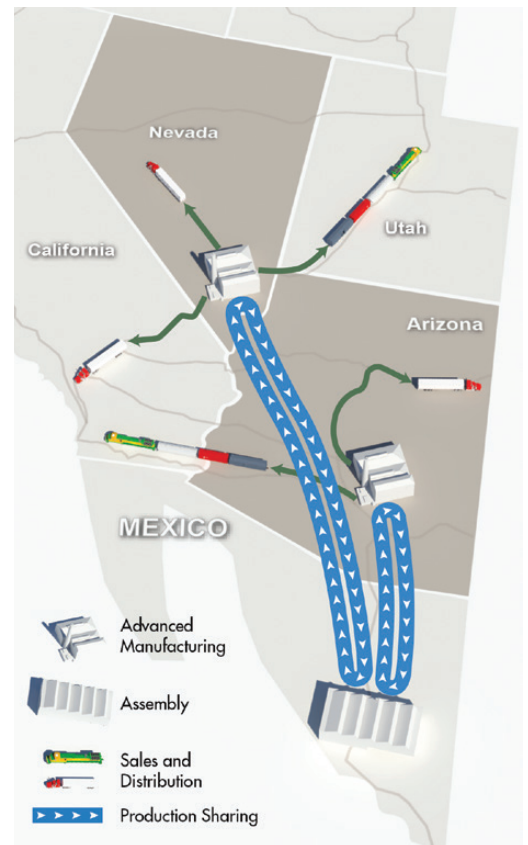 Nevada
Utah
California
Arizona
MEXICO
Advanced
Manufacturing
Assembly
Sales and
Distribution
Production Sharing